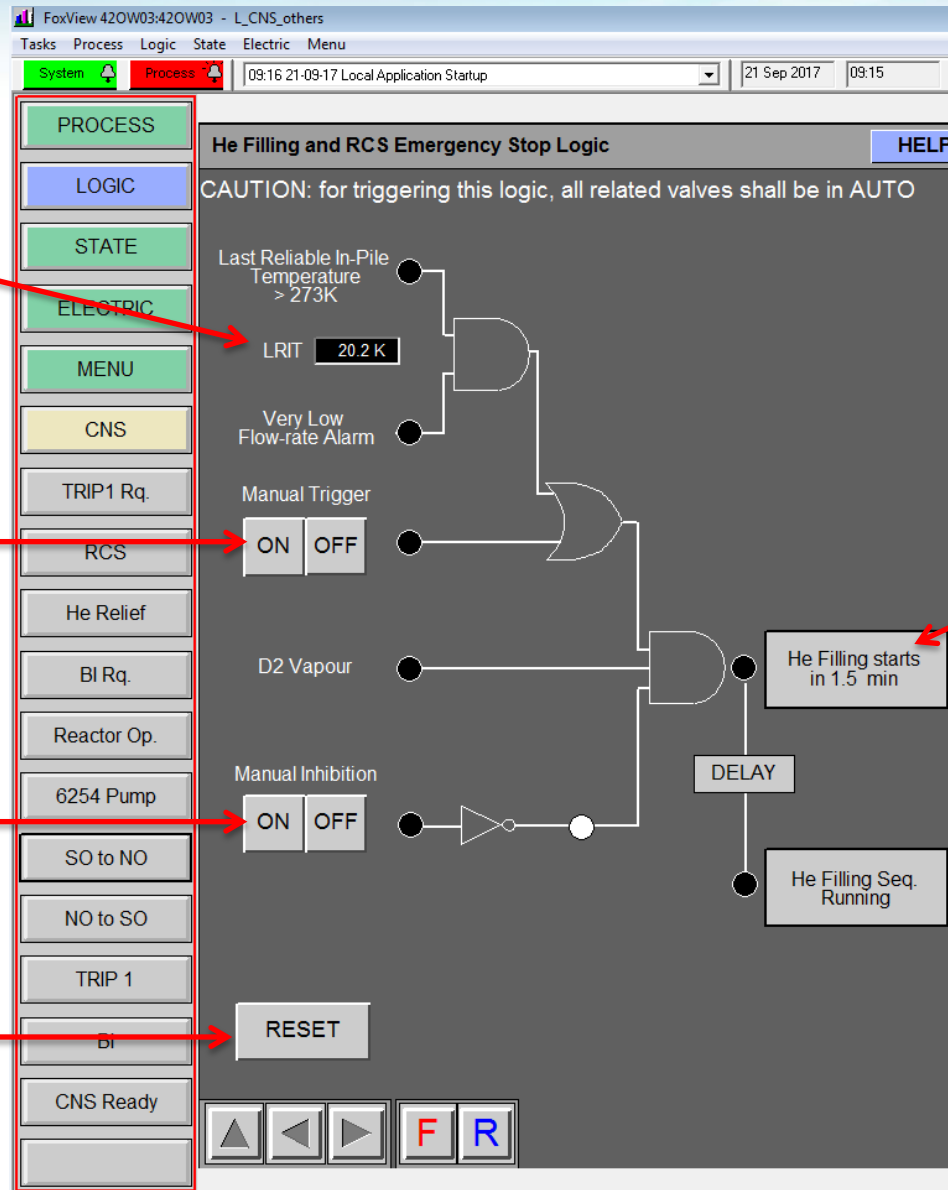 FoxView 42OW03:42OW03 - L_CNS_others
Tasks Process Logic State Electric Menu
System Process 09:16 21-09-17 Local Application Startup 21 Sep 2017 09:15
PROCESS
LOGIC
STATE
ELECTRIC
MENU
CNS
TRIP1 Rq.
RCS
He Relief
BI Rq.
Reactor Op.
6254 Pump
SO to NO
NO to SO
TRIP 1
BI
CNS Ready
He Filling and RCS Emergency Stop Logic
HELP
CAUTION: for triggering this logic, all related valves shall be in AUTO
Last Reliable In-Pile
Temperature
> 273K
LRIT 20.2 K
Very Low
Flow-rate Alarm
Manual Trigger
ON OFF
D2 Vapour
He Filling starts
in 1.5 min
Manual Inhibition
ON OFF
DELAY
He Filling Seq.
Running
RESET
F R